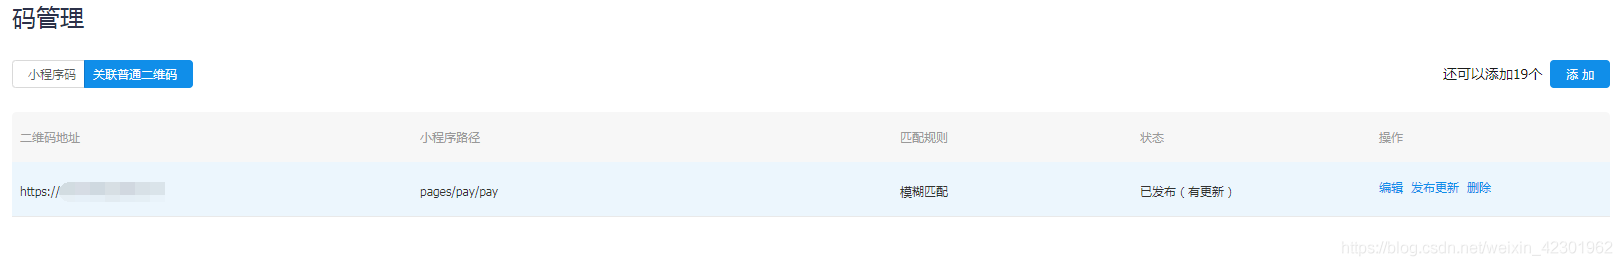 码管理
小程序码 关联普通二维码 还可以添加19个 添 加
二维码地址 小程序路径 匹配规则 状态 操作
https:// pages/pay/pay 模糊匹配 已发布（有更新） 编辑 发布更新 删除
https://blog.csdn.net/weixin_42301962